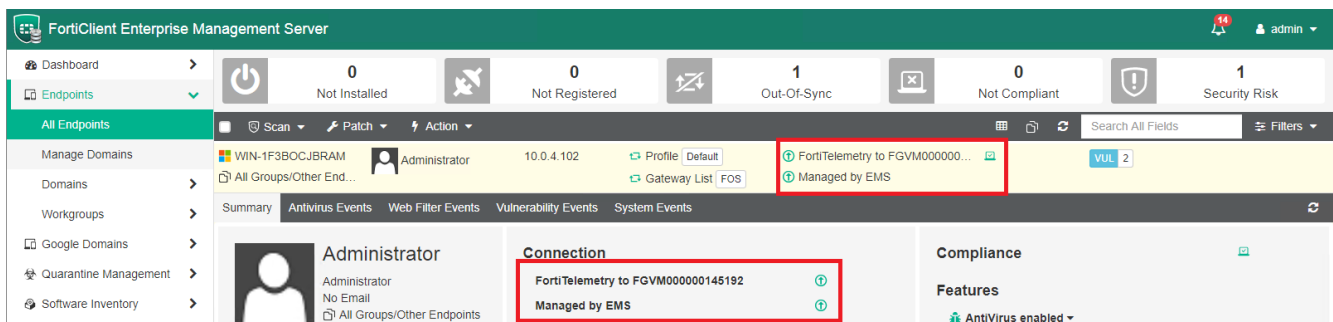 FortiClient Enterprise Management Server
14
admin
Dashboard
Endpoints
All Endpoints
Manage Domains
Domains
Workgroups
Google Domains
Quarantine Management
Software Inventory
0
Not Installed
0
Not Registered
1
Out-Of-Sync
0
Not Compliant
1
Security Risk
Scan Patch Action Search All Fields Filters
WIN-1F3BOCJBRAM Administrator 10.0.4.102 Profile Default FortiTelemetry to FGVM000000... VUL 2
All Groups/Other End... Gateway List FOS Managed by EMS
Summary Antivirus Events Web Filter Events Vulnerability Events System Events
Administrator
Administrator
No Email
All Groups/Other Endpoints
Connection
FortiTelemetry to FGVM000000145192
Managed by EMS
Compliance
Features
AntiVirus enabled